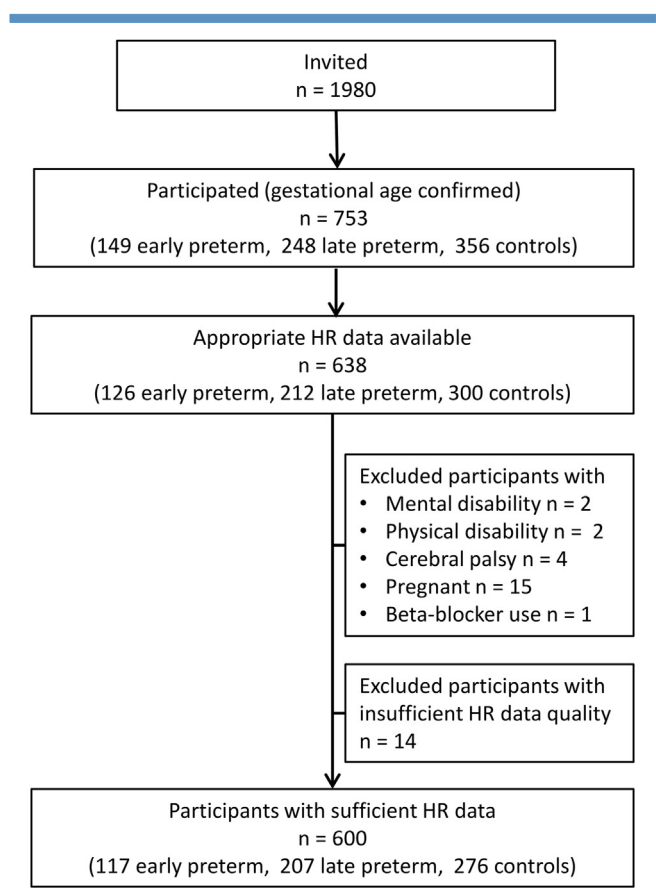 Invited
n = 1980
Participated (gestational age confirmed)
n = 753
(149 early preterm, 248 late preterm, 356 controls)
Appropriate HR data available
n = 638
(126 early preterm, 212 late preterm, 300 controls)
Excluded participants with
• Mental disability n = 2
• Physical disability n = 2
• Cerebral palsy n = 4
• Pregnant n = 15
• Beta-blocker use n = 1
Excluded participants with
insufficient HR data quality
n = 14
Participants with sufficient HR data
n = 600
(117 early preterm, 207 late preterm, 276 controls)